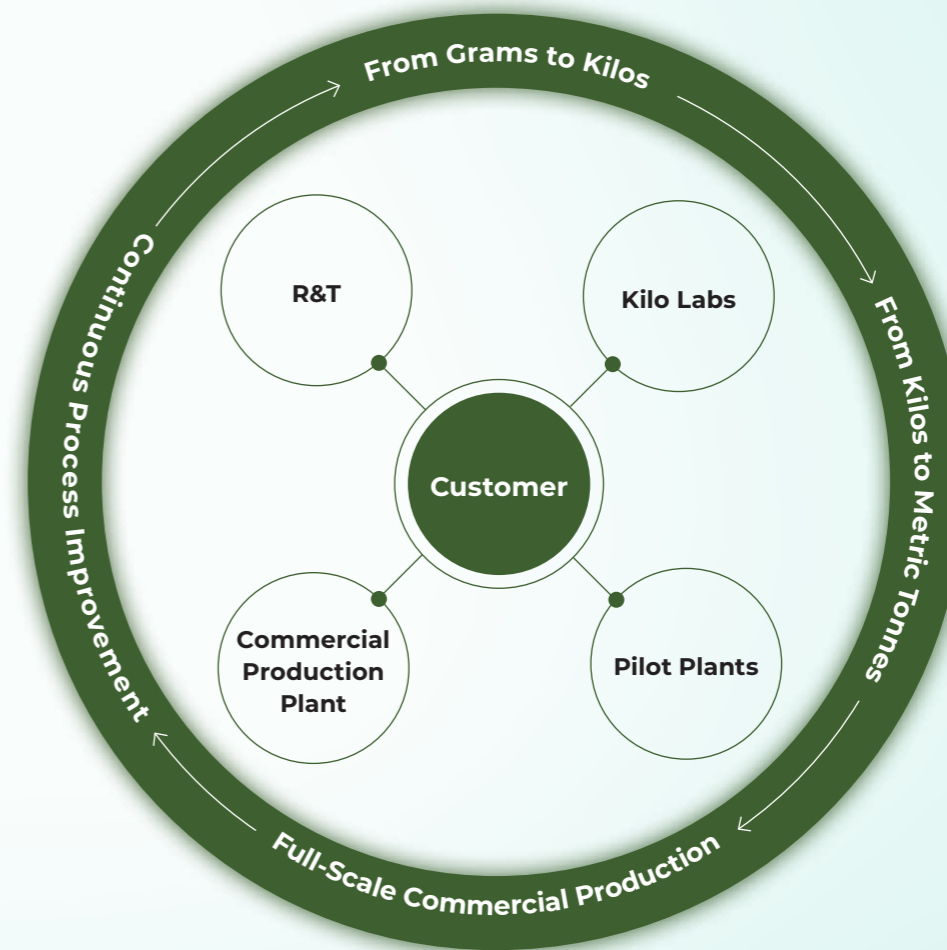 From Grams to Kilos
From Kilos to Metric Tonnes
Full-Scale Commercial Production
Continuous Process Improvement
R&T
Kilo Labs
Customer
Commercial
Production
Plant
Pilot Plants